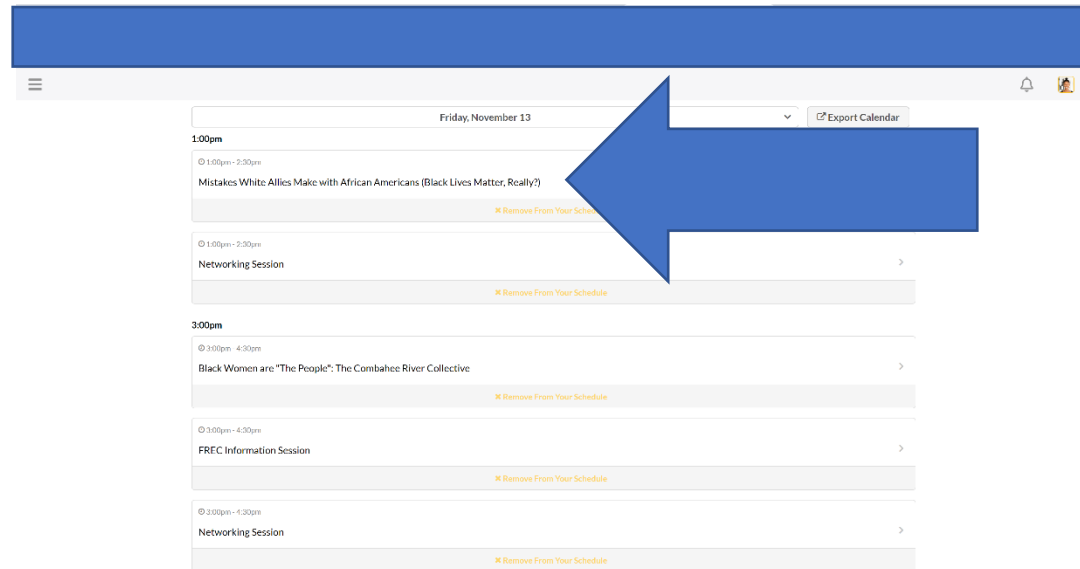 Friday, November 13
Export Calendar
1:00pm
1:00pm - 2:30pm
Mistakes White Allies Make with African Americans (Black Lives Matter, Really?)
Remove From Your
1:00pm - 2:30pm
Networking Session
Remove From Your Schedule
3:00pm
3:00pm - 4:30pm
Black Women are "The People": The Combahee River Collective
Remove From Your Schedule
3:00pm - 4:30pm
FREC Information Session
Remove From Your Schedule
3:00pm - 4:30pm
Networking Session
Remove From Your Schedule